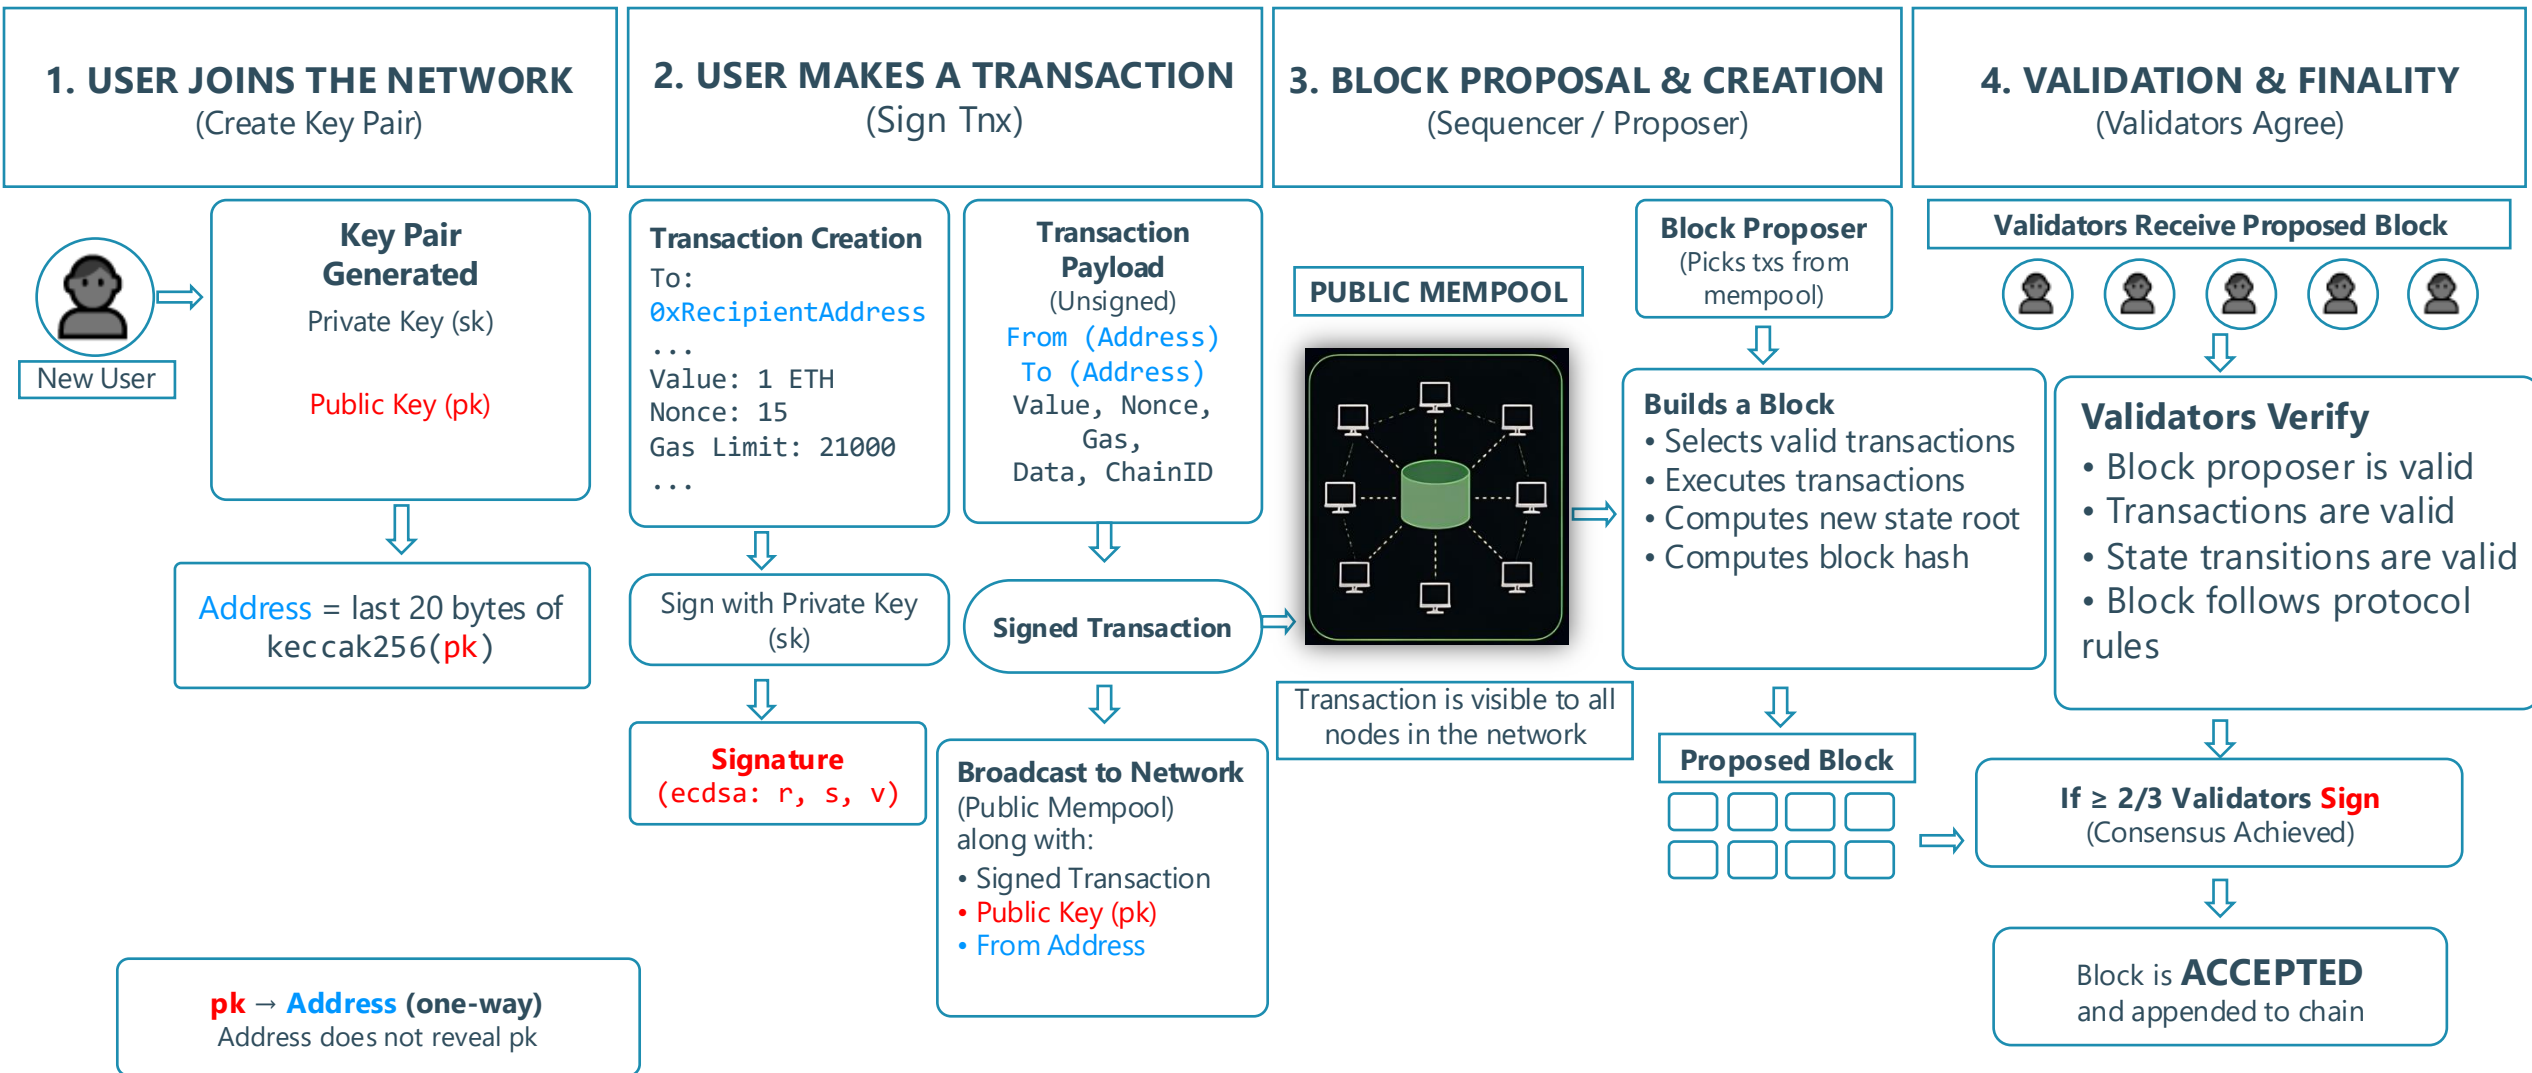 1. USER JOINS THE NETWORK
(Create Key Pair)
2. USER MAKES A TRANSACTION
(Sign Tnx)
3. BLOCK PROPOSAL & CREATION
(Sequencer / Proposer)
4. VALIDATION & FINALITY
(Validators Agree)
New User
Key Pair
Generated
Private Key (sk)
Public Key (pk)
Address = last 20 bytes of
keccak256(pk)
pk → Address (one-way)
Address does not reveal pk
Transaction Creation
To:
0xRecipientAddress
...
Value: 1 ETH
Nonce: 15
Gas Limit: 21000
...
Sign with Private Key
(sk)
Signature
(ecdsa: r, s, v)
Transaction
Payload
(Unsigned)
From (Address)
To (Address)
Value, Nonce,
Gas,
Data, ChainID
Signed Transaction
Broadcast to Network
(Public Mempool)
along with:
• Signed Transaction
• Public Key (pk)
• From Address
PUBLIC MEMPOOL
Transaction is visible to all
nodes in the network
Block Proposer
(Picks txs from
mempool)
Builds a Block
• Selects valid transactions
• Executes transactions
• Computes new state root
• Computes block hash
Proposed Block
Validators Receive Proposed Block
Validators Verify
• Block proposer is valid
• Transactions are valid
• State transitions are valid
• Block follows protocol
rules
If ≥ 2/3 Validators Sign
(Consensus Achieved)
Block is ACCEPTED
and appended to chain